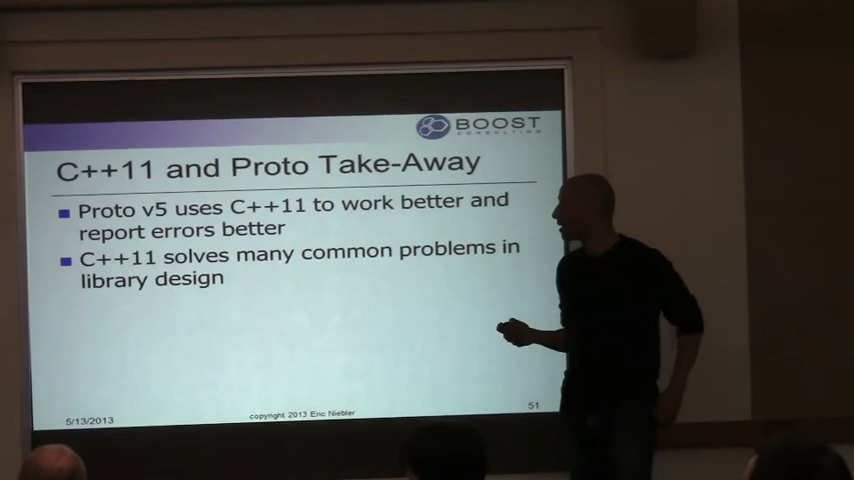 BOOST
CONSULTING
C++11 and Proto Take-Away
Proto v5 uses C++11 to work better and
report errors better
C++11 solves many common problems in
library design
5/13/2013
copyright 2013 Eric Niebler
51